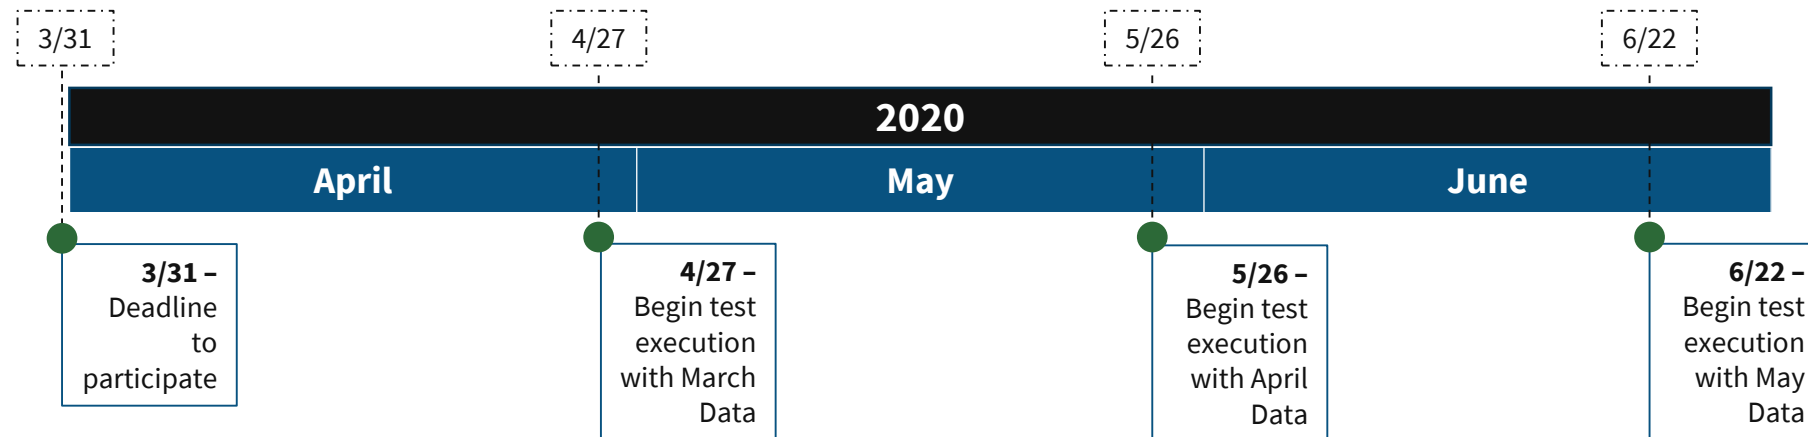 3/31
4/27
5/26
6/22
2020
April
May
June
3/31 –
Deadline
to
participate
4/27 –
Begin test
execution
with March
Data
5/26 –
Begin test
execution
with April
Data
6/22 –
Begin test
execution
with May
Data